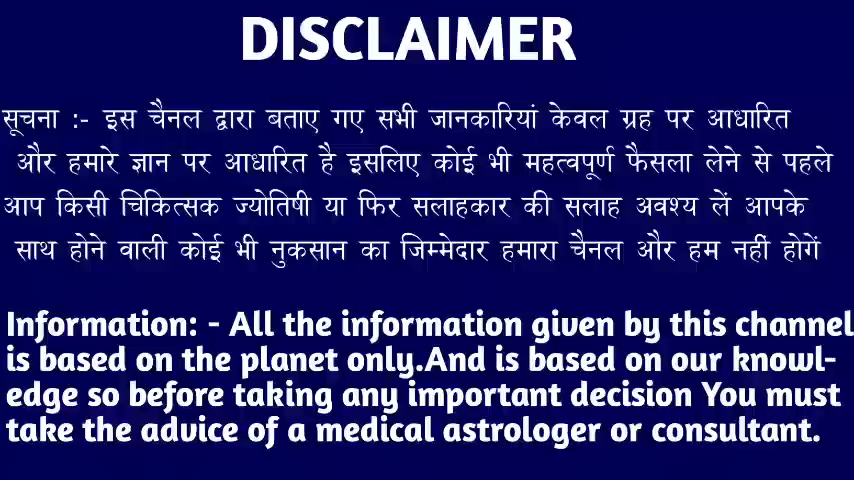 DISCLAIMER
सूचना :- इस चैनल द्वारा बताए गए सभी जानकारियां केवल ग्रह पर आधारित
और हमारे ज्ञान पर आधारित है इसलिए कोई भी महत्वपूर्ण फैसला लेने से पहले
आप किसी चिकित्सक ज्योतिषी या फिर सलाहकार की सलाह अवश्य लें आपके
साथ होने वाली कोई भी नुकसान का जिम्मेदार हमारा चैनल और हम नहीं होगें
Information: - All the information given by this channel
is based on the planet only.And is based on our knowl-
edge so before taking any important decision You must
take the advice of a medical astrologer or consultant.